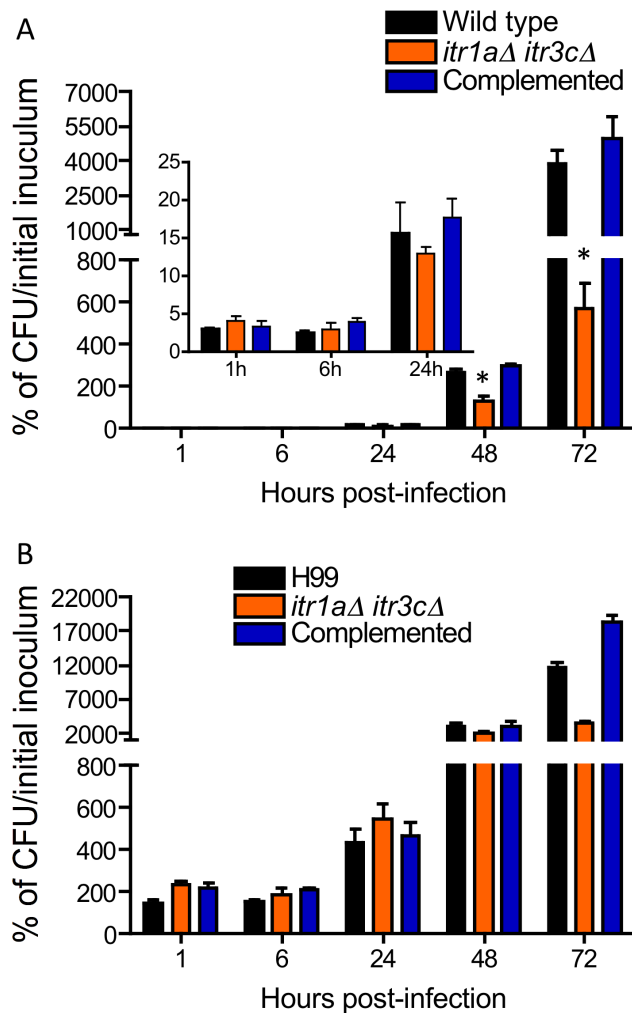 A
Wild type
itr1aΔ itr3cΔ
Complemented
% of CFU/initial inuculum
7000
5500
4000
2500
1000
800
600
400
200
0
25
20
15
10
5
0
1h 6h 24h
* *
1 6 24 48 72
Hours post-infection
B
H99
itr1aΔ itr3cΔ
Complemented
% of CFU/initial inoculum
22000
17000
12000
7000
2000
800
600
400
200
0
1 6 24 48 72
Hours post-infection